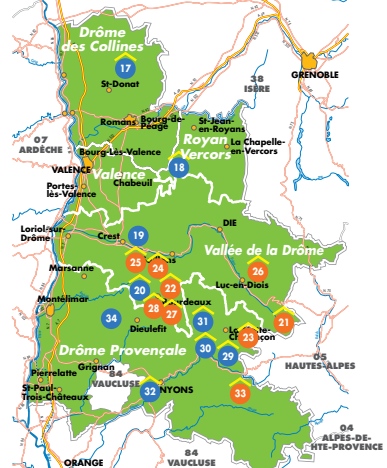 Drôme
des Collines
17
St-Donat
GRENOBLE
38
ISÈRE
07
ARDÈCHE
Romans
Bourg-de-
Péage
St-Jean-
en-Royans
Royan
Vercors
La Chapelle-
en-Vercors
Bourg-Lès-Valence
VALENCE
Valence
18
Chabeuil
Portes-
lès-Valence
Loriol-sur-
Drôme
Crest
19
DIE
Vallée de la Drôme
25
24
26
Marsanne
Luc-en-Diois
20
22
Montélimar
28
27
34
Dieulefit
31
21
23
Drôme Provençale
30
29
05
HAUTES-ALPES
Grignan
Pierrelatte
84
VAUCLUSE
St-Paul-
Trois-Châteaux
32
NYONS
33
04
ALPES-DE-
HTE-PROVENCE
84
VAUCLUSE
ORANGE